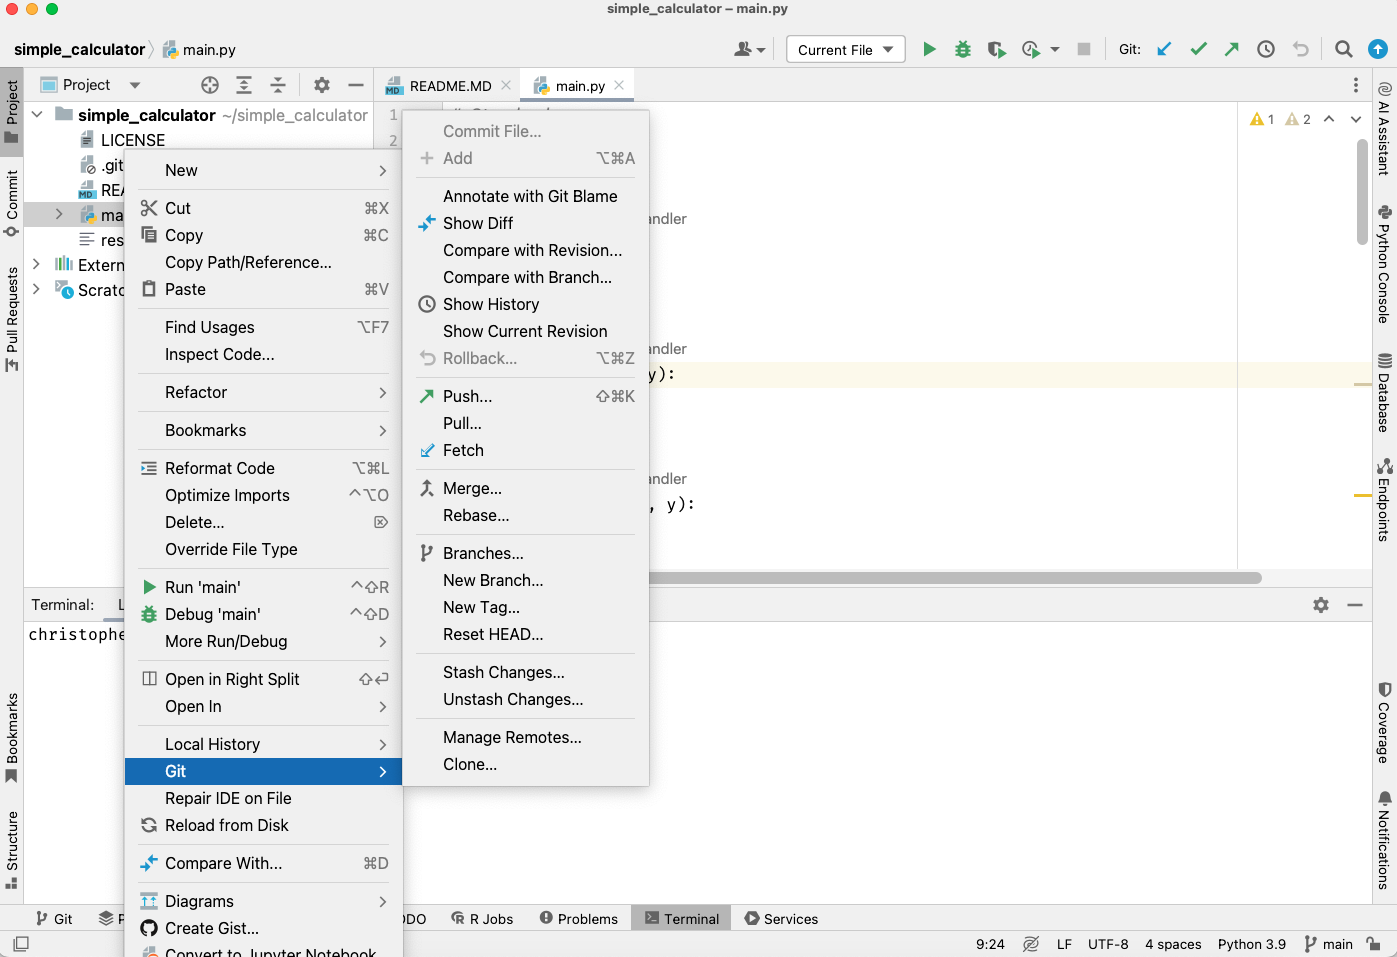 simple_calculator – main.py
simple_calculator
main.py
Current File
Git:
Project
README.MD
main.py
Project
Commit
Pull Requests
Bookmarks
Structure
simple_calculator ~/simple_calculator
LICENSE
.git
REA
ma
res
Extern
Scratc
1
2
1
2
andler
andler
y):
andler
, y):
New
Cut ⌘X
Copy ⌘C
Copy Path/Reference...
Paste ⌘V
Find Usages ⌥F7
Inspect Code...
Refactor
Bookmarks
Reformat Code ⌥⌘L
Optimize Imports ^⌥O
Delete...
Override File Type
Run 'main' ^⇧R
Debug 'main' ^⇧D
More Run/Debug
Open in Right Split ⇧↩
Open In
Local History
Git
Repair IDE on File
Reload from Disk
Compare With... ⌘D
Diagrams
Create Gist...
Convert to Jupyter Notebook
Commit File...
Add ⌥⌘A
Annotate with Git Blame
Show Diff
Compare with Revision...
Compare with Branch...
Show History
Show Current Revision
Rollback... ⌥⌘Z
Push... ⇧⌘K
Pull...
Fetch
Merge...
Rebase...
Branches...
New Branch...
New Tag...
Reset HEAD...
Stash Changes...
Unstash Changes...
Manage Remotes...
Clone...
AI Assistant
Python Console
Database
Endpoints
Coverage
Notifications
Terminal: L
christophe
Git
P
ODO
R Jobs
Problems
Terminal
Services
9:24
LF
UTF-8
4 spaces
Python 3.9
main